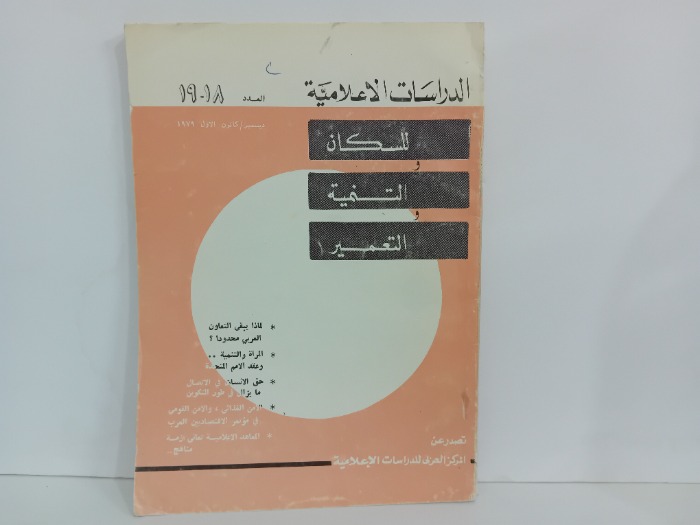 الدراسات الاعلاميّة
العدد ١٨-١٩
ديسمبر/كانون الاول ١٩٧٩
للسكان
و
التنمية
و
التعمير
* لماذا يبقى التعاون
العربي محدودا ؟
* المرأة والتنمية ..
وعقد الامم المتحدة
* حق الانسان في الاتصال
ما يزال في طور التكوين
* الامن الغذائي ، والامن القومي
في مؤتمر الاقتصاديين العرب
* المعاهد الاعلامية تعاني ازمة
مناهج..
تصدر عن
المركز العربي للدراسات الإعلامية